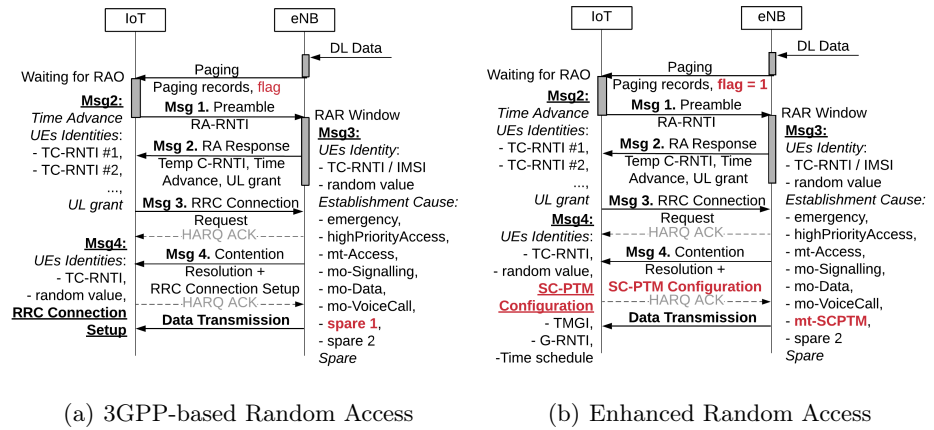 IoT
eNB
DL Data
Paging
Waiting for RAO
Paging records, flag
Msg2:
Msg 1. Preamble
Time Advance
RA-RNTI
RAR Window
UEs Identities:
Msg3:
- TC-RNTI #1,
Msg 2. RA Response
UEs Identity:
- TC-RNTI #2,
Temp C-RNTI, Time
- TC-RNTI / IMSI
...,
Advance, UL grant
- random value
UL grant
Msg 3. RRC Connection
Establishment Cause:
Request
- emergency,
HARQ ACK
- highPriorityAccess,
Msg4:
Msg 4. Contention
- mt-Access,
UEs Identities:
Resolution +
- mo-Signalling,
- TC-RNTI,
RRC Connection Setup
- mo-Data,
- random value,
HARQ ACK
- mo-VoiceCall,
RRC Connection
Setup
Data Transmission
- spare 1,
- spare 2
Spare
(a) 3GPP-based Random Access
IoT
eNB
DL Data
Paging
Waiting for RAO
Paging records, flag = 1
Msg2:
Msg 1. Preamble
Time Advance
RA-RNTI
RAR Window
UEs Identities:
Msg3:
- TC-RNTI #1,
Msg 2. RA Response
UEs Identity:
- TC-RNTI #2,
Temp C-RNTI, Time
- TC-RNTI / IMSI
...,
Advance, UL grant
- random value
UL grant
Msg 3. RRC Connection
Establishment Cause:
Msg4:
Request
- emergency,
UEs Identities:
HARQ ACK
- highPriorityAccess,
- TC-RNTI,
Msg 4. Contention
- mt-Access,
- random value,
Resolution +
- mo-Signalling,
SC-PTM
SC-PTM Configuration
- mo-Data,
Configuration
HARQ ACK
- mo-VoiceCall,
- TMGI,
Data Transmission
- mt-SCPTM,
- G-RNTI,
- spare 2
-Time schedule
Spare
(b) Enhanced Random Access